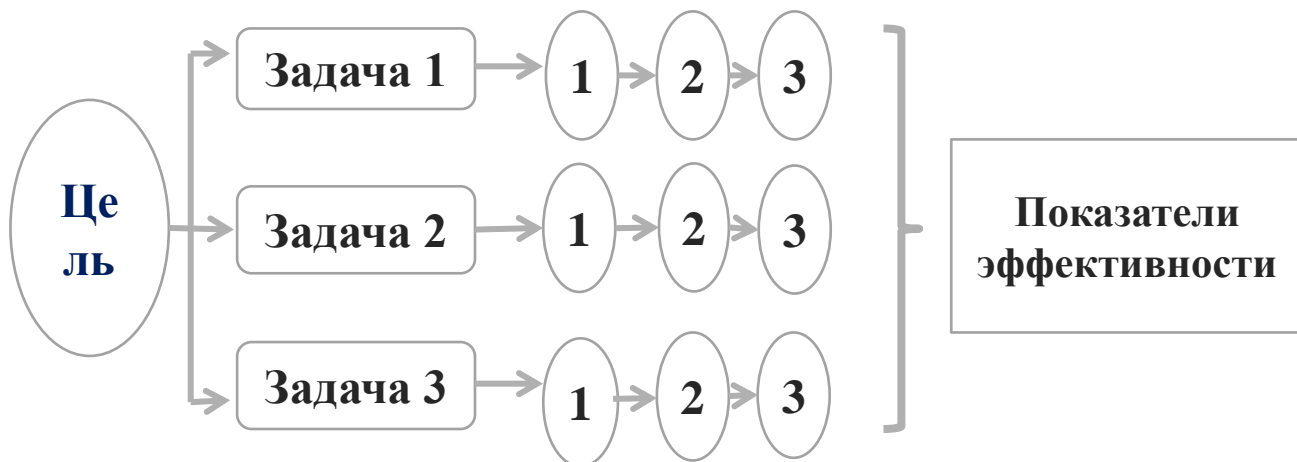 Це
ль
Задача 1
1
2
3
Задача 2
1
2
3
Задача 3
1
2
3
Показатели
эффективности